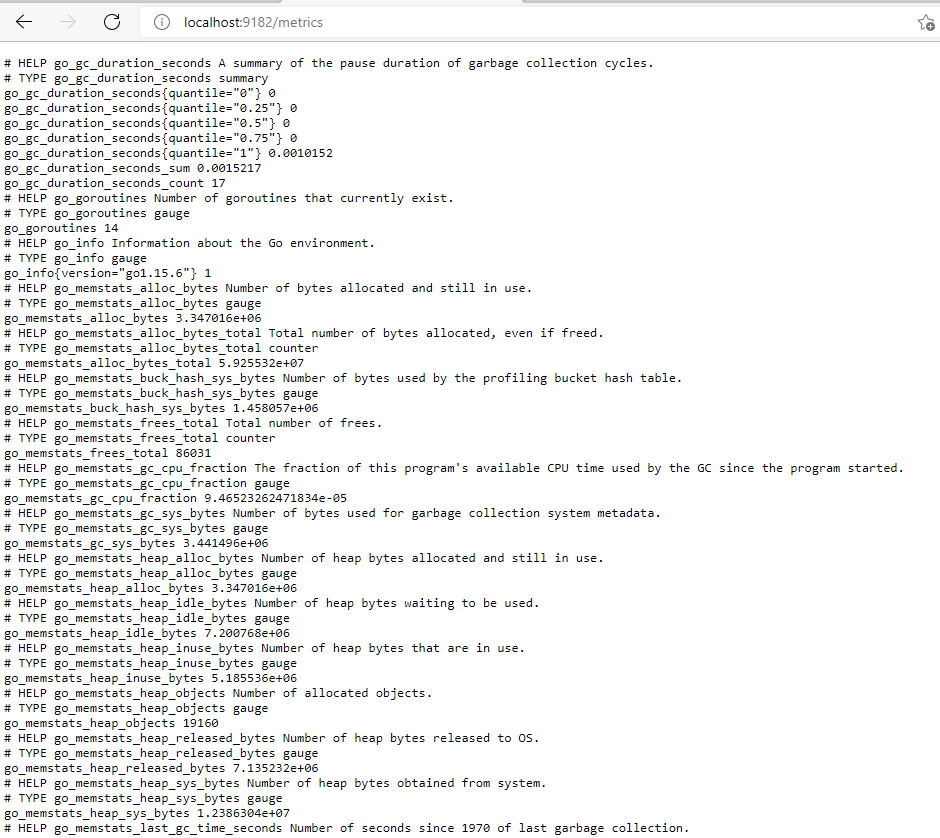 localhost:9182/metrics
# HELP go_gc_duration_seconds A summary of the pause duration of garbage collection cycles.
# TYPE go_gc_duration_seconds summary
go_gc_duration_seconds{quantile="0"} 0
go_gc_duration_seconds{quantile="0.25"} 0
go_gc_duration_seconds{quantile="0.5"} 0
go_gc_duration_seconds{quantile="0.75"} 0
go_gc_duration_seconds{quantile="1"} 0.0010152
go_gc_duration_seconds_sum 0.0015217
go_gc_duration_seconds_count 17
# HELP go_goroutines Number of goroutines that currently exist.
# TYPE go_goroutines gauge
go_goroutines 14
# HELP go_info Information about the Go environment.
# TYPE go_info gauge
go_info{version="go1.15.6"} 1
# HELP go_memstats_alloc_bytes Number of bytes allocated and still in use.
# TYPE go_memstats_alloc_bytes gauge
go_memstats_alloc_bytes 3.347016e+06
# HELP go_memstats_alloc_bytes_total Total number of bytes allocated, even if freed.
# TYPE go_memstats_alloc_bytes_total counter
go_memstats_alloc_bytes_total 5.925532e+07
# HELP go_memstats_buck_hash_sys_bytes Number of bytes used by the profiling bucket hash table.
# TYPE go_memstats_buck_hash_sys_bytes gauge
go_memstats_buck_hash_sys_bytes 1.458057e+06
# HELP go_memstats_frees_total Total number of frees.
# TYPE go_memstats_frees_total counter
go_memstats_frees_total 86031
# HELP go_memstats_gc_cpu_fraction The fraction of this program's available CPU time used by the GC since the program started.
# TYPE go_memstats_gc_cpu_fraction gauge
go_memstats_gc_cpu_fraction 9.46523262471834e-05
# HELP go_memstats_gc_sys_bytes Number of bytes used for garbage collection system metadata.
# TYPE go_memstats_gc_sys_bytes gauge
go_memstats_gc_sys_bytes 3.441496e+06
# HELP go_memstats_heap_alloc_bytes Number of heap bytes allocated and still in use.
# TYPE go_memstats_heap_alloc_bytes gauge
go_memstats_heap_alloc_bytes 3.347016e+06
# HELP go_memstats_heap_idle_bytes Number of heap bytes waiting to be used.
# TYPE go_memstats_heap_idle_bytes gauge
go_memstats_heap_idle_bytes 7.200768e+06
# HELP go_memstats_heap_inuse_bytes Number of heap bytes that are in use.
# TYPE go_memstats_heap_inuse_bytes gauge
go_memstats_heap_inuse_bytes 5.185536e+06
# HELP go_memstats_heap_objects Number of allocated objects.
# TYPE go_memstats_heap_objects gauge
go_memstats_heap_objects 19160
# HELP go_memstats_heap_released_bytes Number of heap bytes released to OS.
# TYPE go_memstats_heap_released_bytes gauge
go_memstats_heap_released_bytes 7.135232e+06
# HELP go_memstats_heap_sys_bytes Number of heap bytes obtained from system.
# TYPE go_memstats_heap_sys_bytes gauge
go_memstats_heap_sys_bytes 1.2386304e+07
# HELP go_memstats_last_gc_time_seconds Number of seconds since 1970 of last garbage collection.